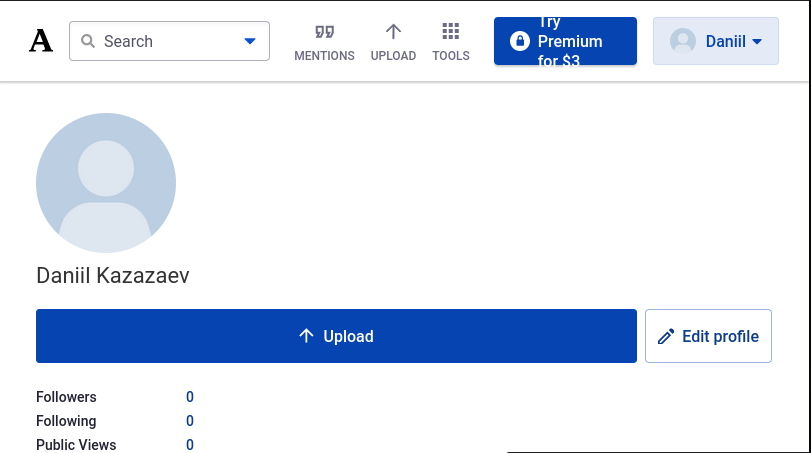 A
Search
MENTIONS
UPLOAD
TOOLS
Try
Premium
for $3
Daniil
Daniil Kazazaev
Upload
Edit profile
Followers 0
Following 0
Public Views 0